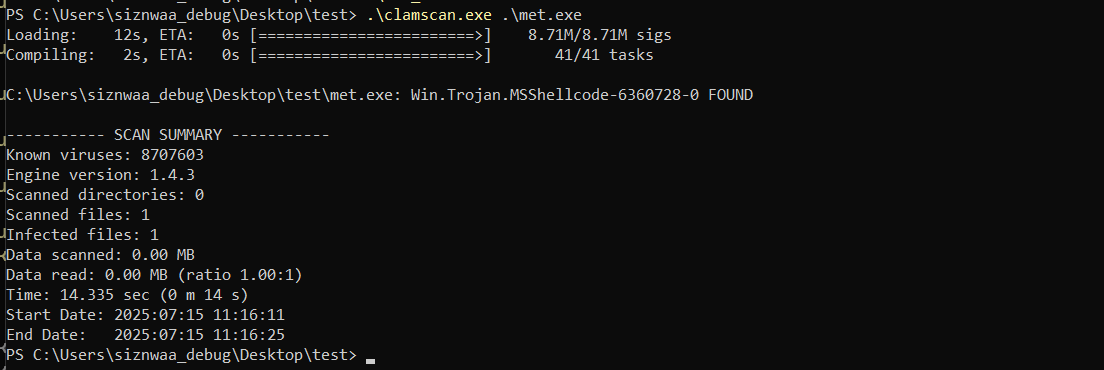 PS C:\Users\siznwaa_debug\Desktop\test> .\clamscan.exe .\met.exe
Loading:    12s, ETA:   0s [========================>]    8.71M/8.71M sigs
Compiling:   2s, ETA:   0s [========================>]       41/41 tasks
C:\Users\siznwaa_debug\Desktop\test\met.exe: Win.Trojan.MSShellcode-6360728-0 FOUND
----------- SCAN SUMMARY -----------
Known viruses: 8707603
Engine version: 1.4.3
Scanned directories: 0
Scanned files: 1
Infected files: 1
Data scanned: 0.00 MB
Data read: 0.00 MB (ratio 1.00:1)
Time: 14.335 sec (0 m 14 s)
Start Date: 2025:07:15 11:16:11
End Date:   2025:07:15 11:16:25
PS C:\Users\siznwaa_debug\Desktop\test>